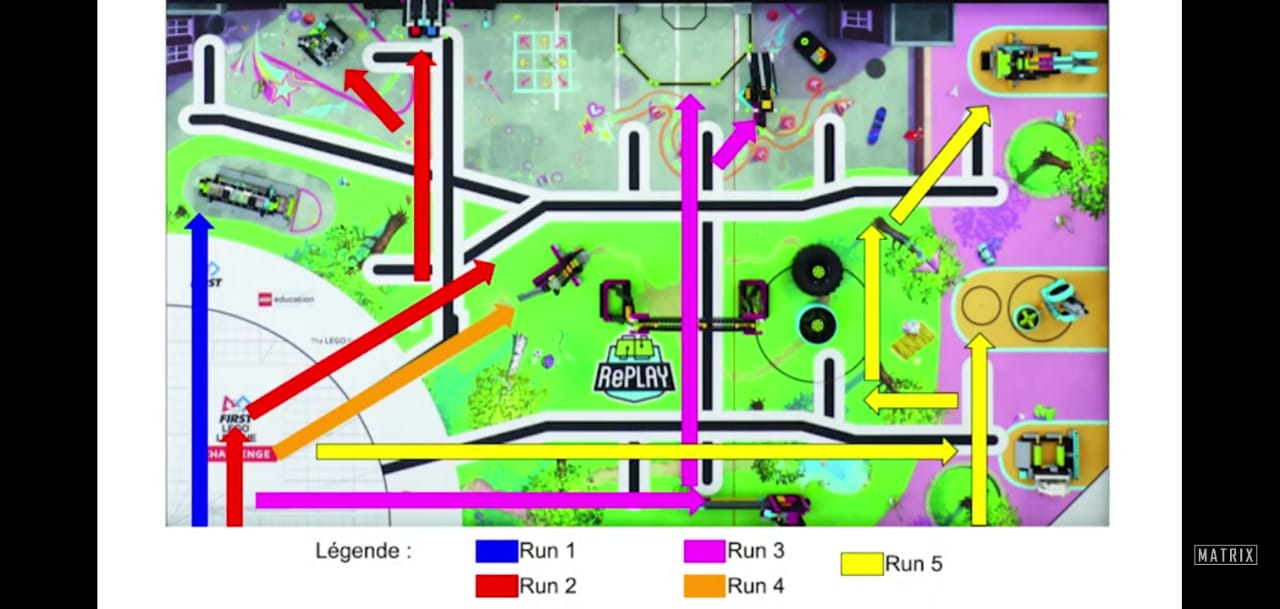 FIRST
education
The LEGO
RePLAY
FIRST
LEGO
CHALLENGE
Légende :
Run 1
Run 2
Run 3
Run 4
Run 5
MATRIX